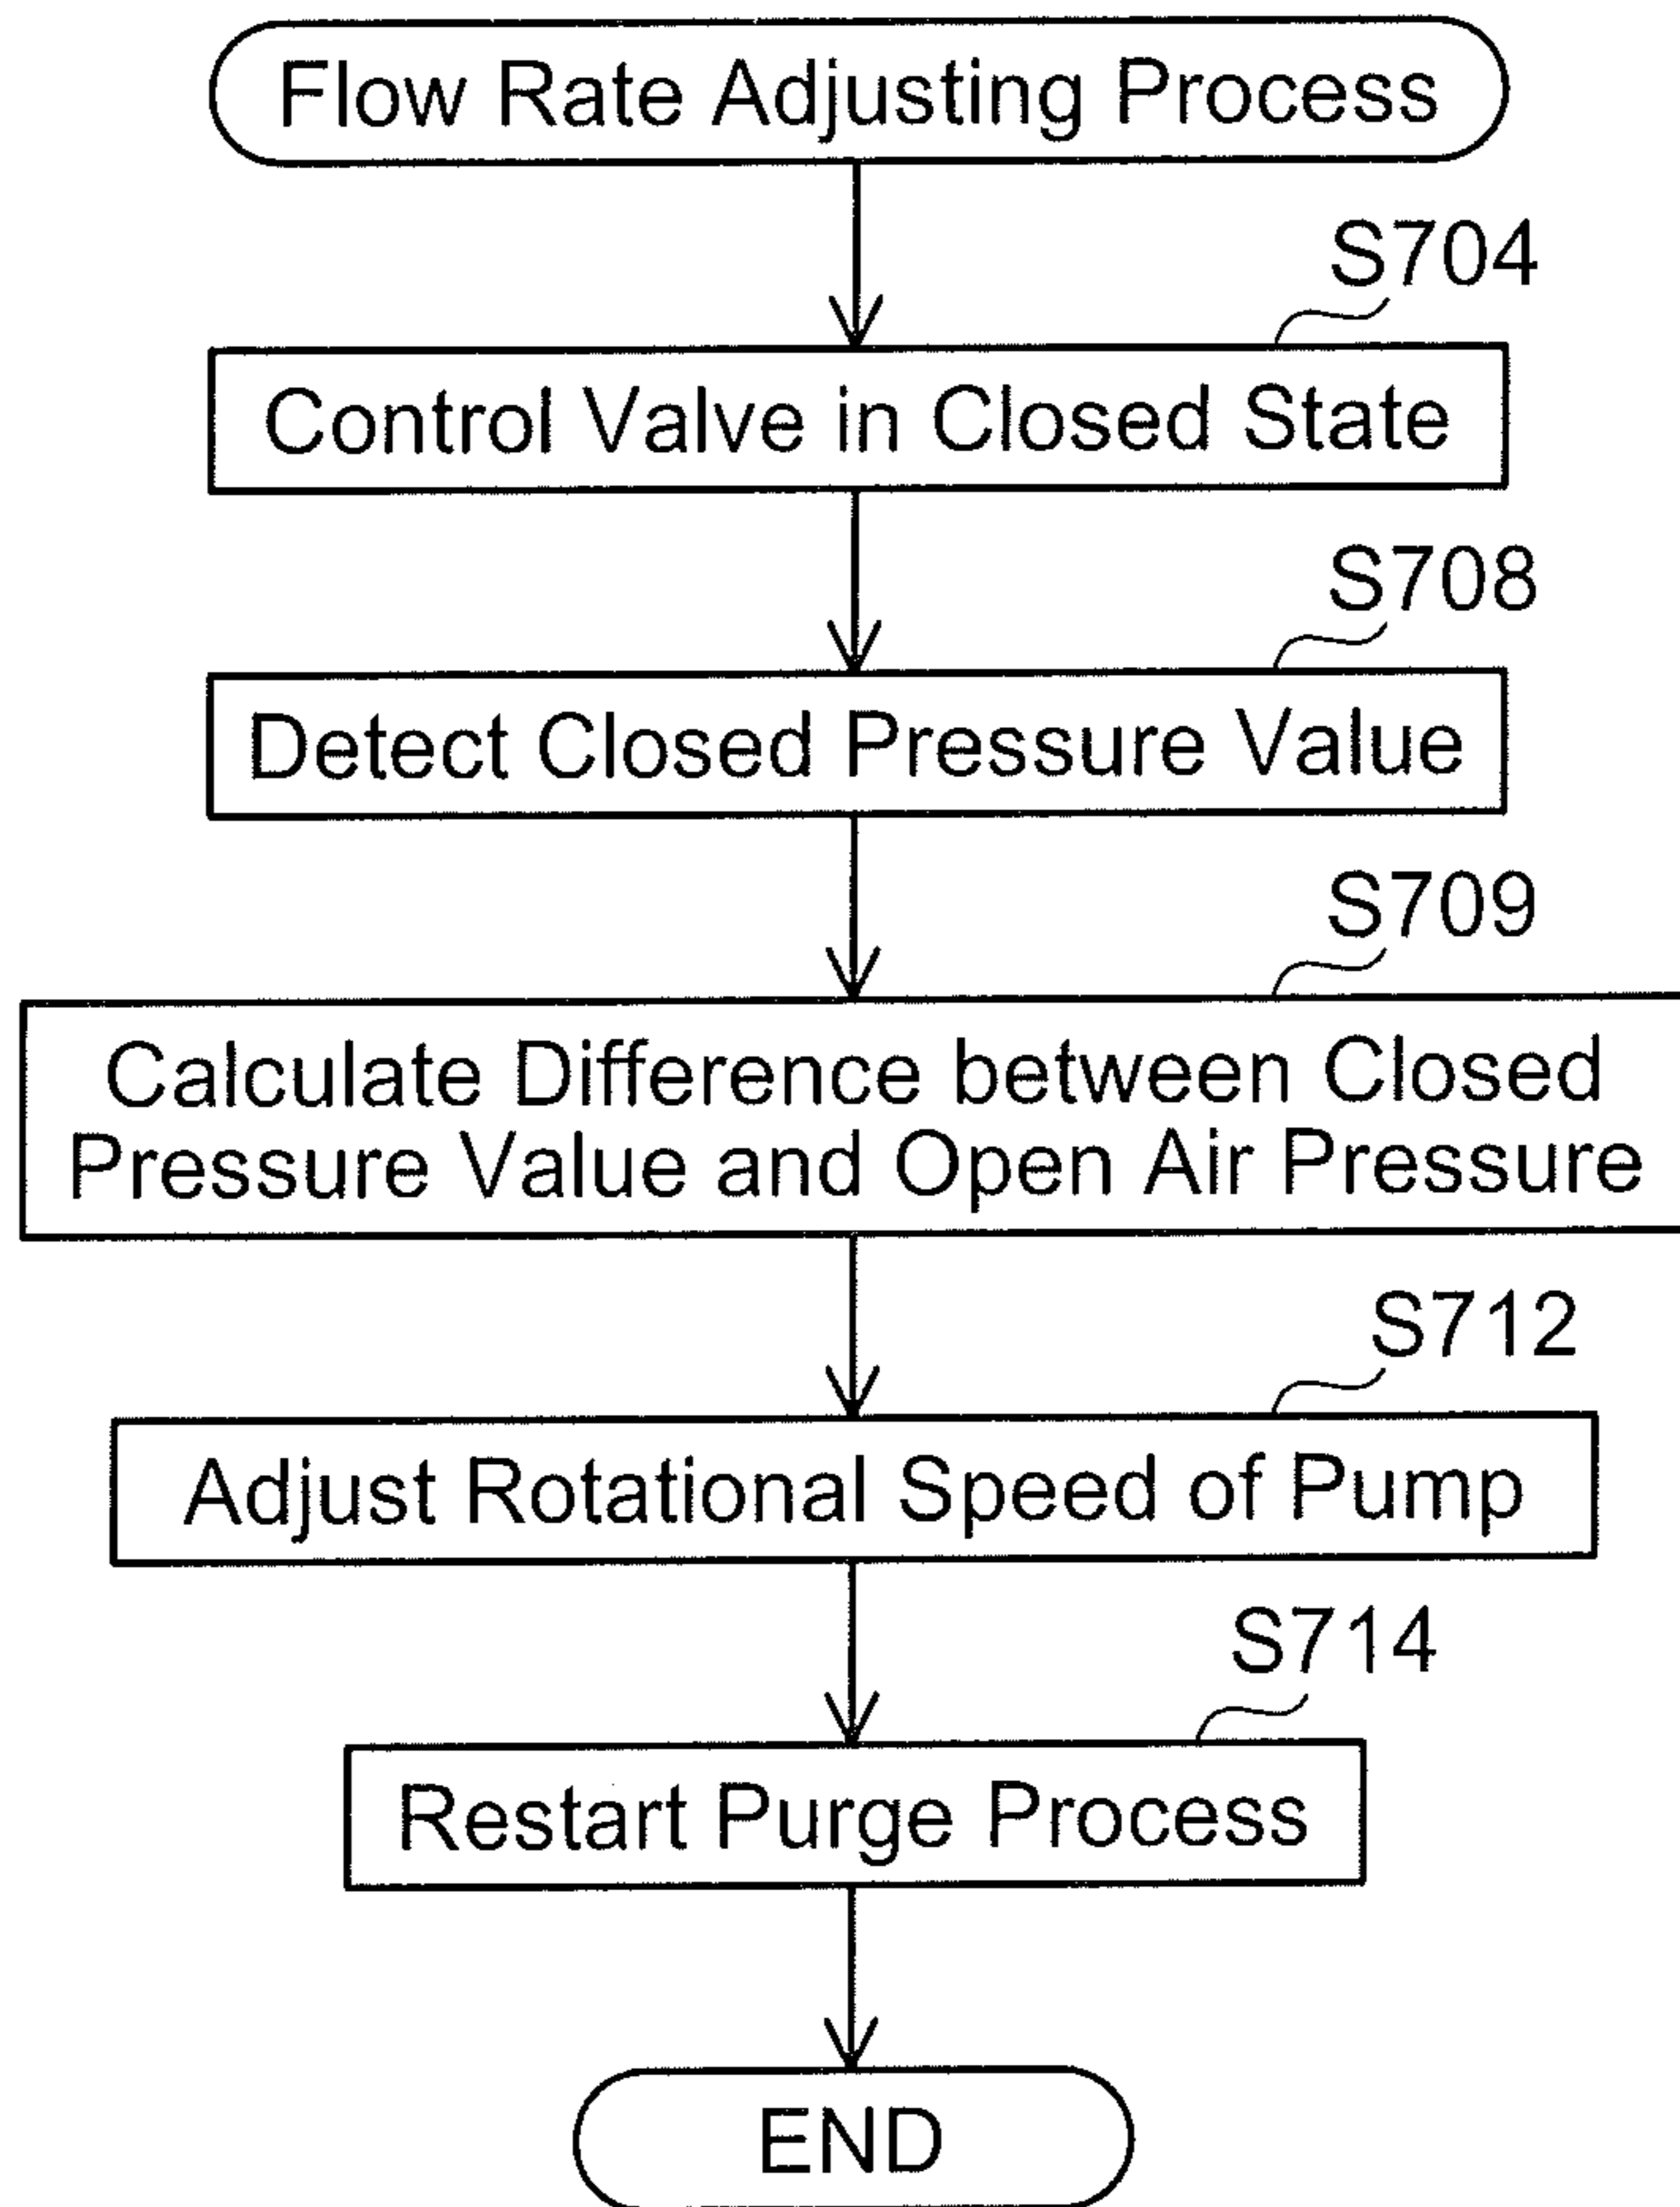 Flow Rate Adjusting Process
S704
Control Valve in Closed State
S708
Detect Closed Pressure Value
S709
Calculate Difference between Closed
Pressure Value and Open Air Pressure
S712
Adjust Rotational Speed of Pump
S714
Restart Purge Process
END